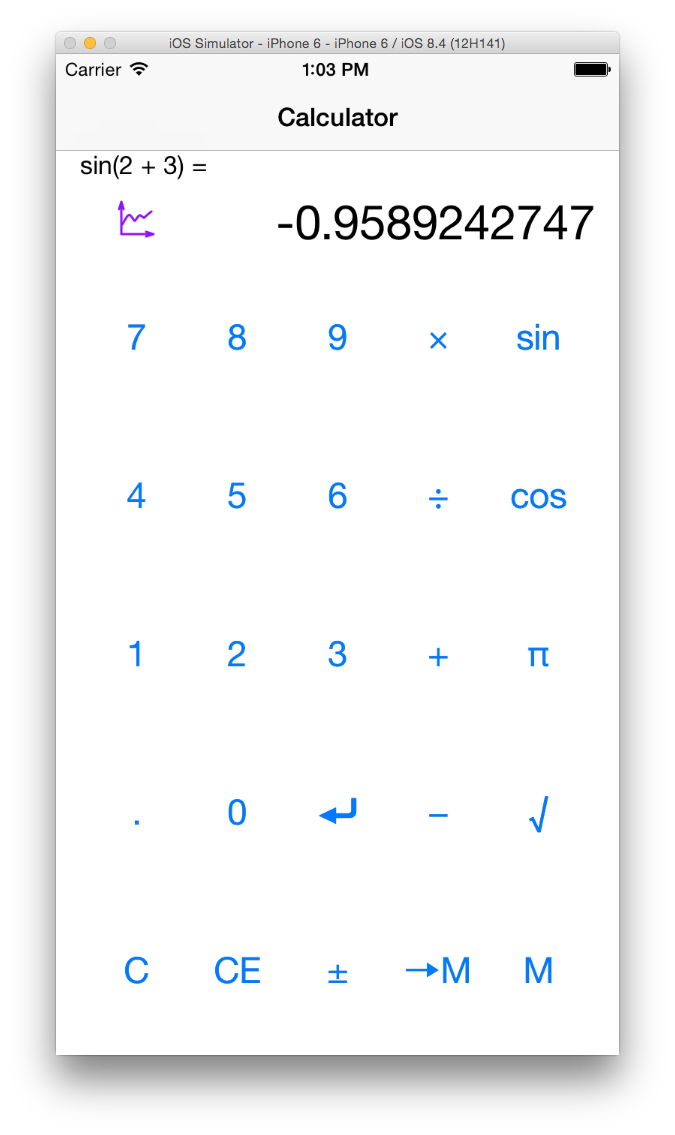 iOS Simulator - iPhone 6 - iPhone 6 / iOS 8.4 (12H141)
Carrier 1:03 PM
Calculator
sin(2 + 3) =
-0.9589242747
7 8 9 × sin
4 5 6 ÷ cos
1 2 3 + π
. 0 ↵ − √
C CE ± →M M